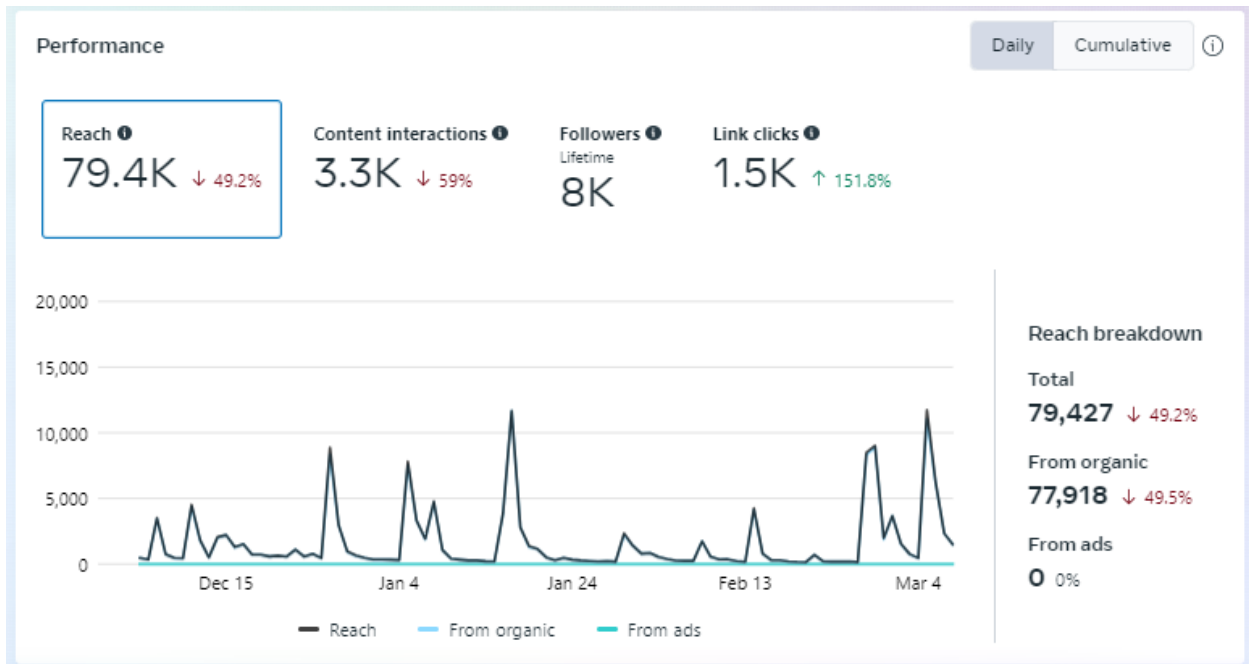 Performance
Daily Cumulative
Reach Content interactions Followers Link clicks
Lifetime
79.4K ↓ 49.2% 3.3K ↓ 59% 8K 1.5K ↑ 151.8%
20,000
15,000
10,000
5,000
0
Dec 15 Jan 4 Jan 24 Feb 13 Mar 4
Reach From organic From ads
Reach breakdown
Total
79,427 ↓ 49.2%
From organic
77,918 ↓ 49.5%
From ads
0 0%